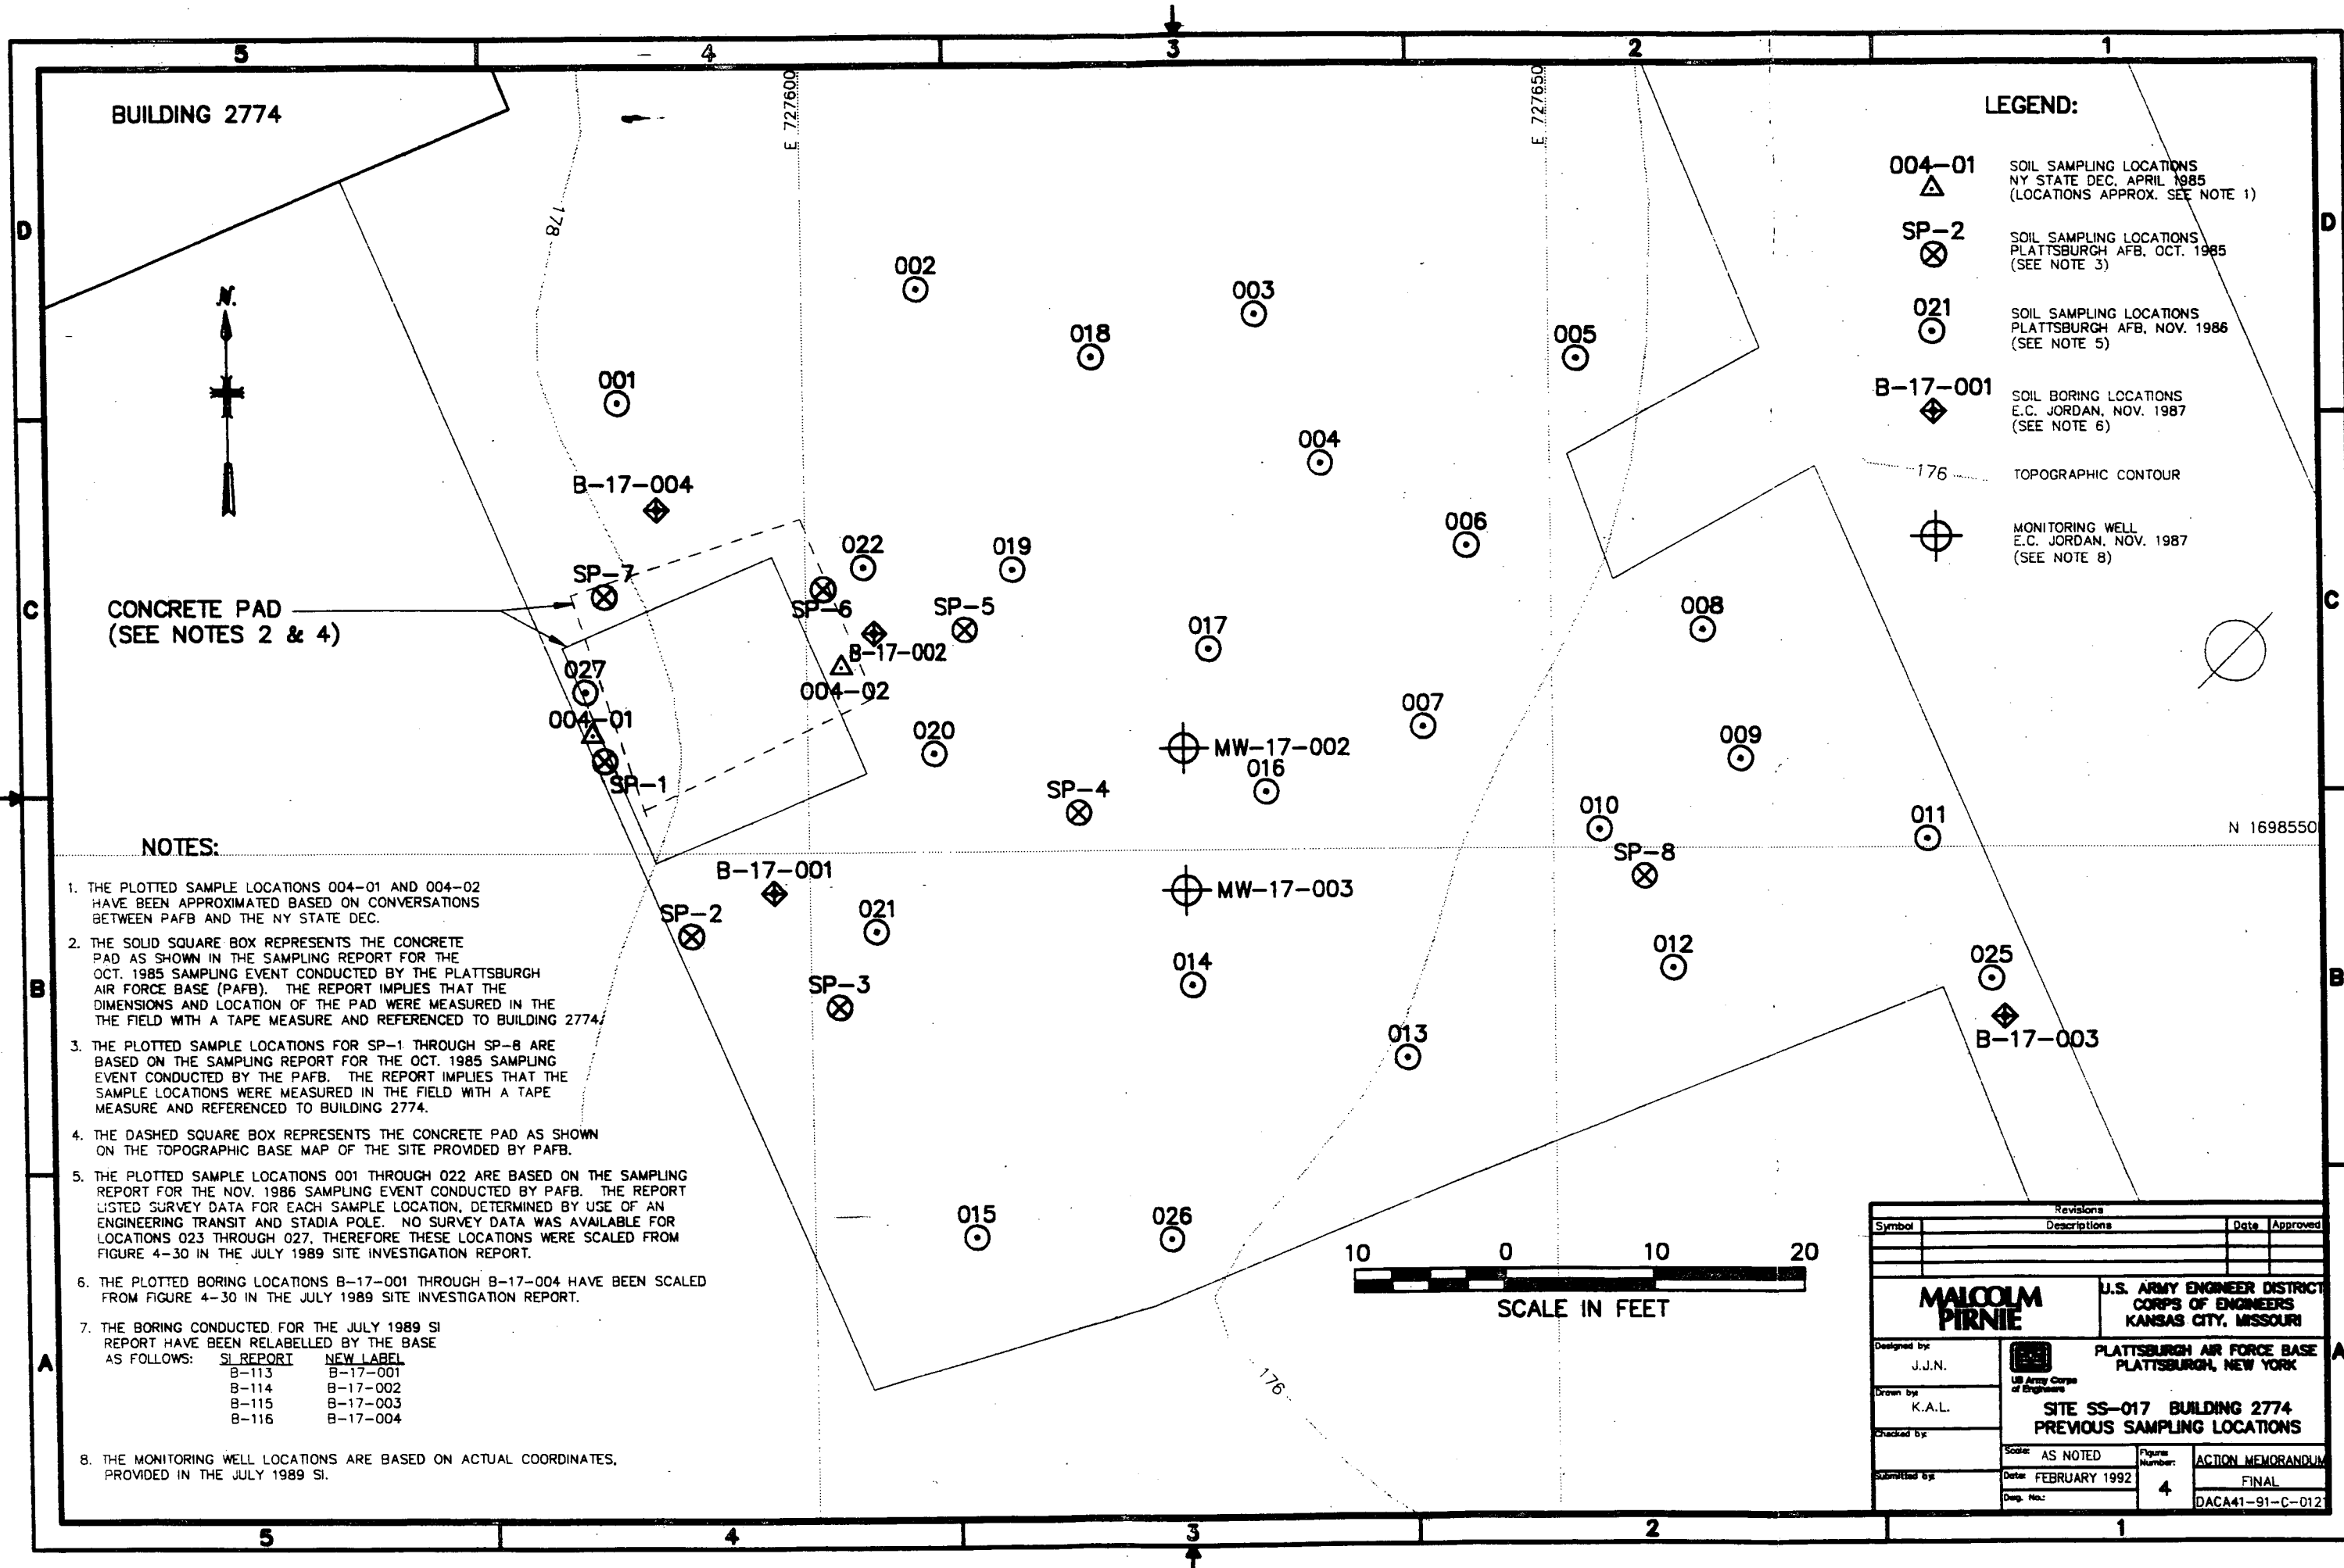 5
4
3
2
1
BUILDING 2774
E 727600
E 727650
178
LEGEND:
004-01
SOIL SAMPLING LOCATIONS
NY STATE DEC. APRIL 1985
(LOCATIONS APPROX. SEE NOTE 1)
SP-2
SOIL SAMPLING LOCATIONS
PLATTSBURGH AFB, OCT. 1985
(SEE NOTE 3)
021
SOIL SAMPLING LOCATIONS
PLATTSBURGH AFB, NOV. 1986
(SEE NOTE 5)
B-17-001
SOIL BORING LOCATIONS
E.C. JORDAN, NOV. 1987
(SEE NOTE 6)
176
TOPOGRAPHIC CONTOUR
MONITORING WELL
E.C. JORDAN, NOV. 1987
(SEE NOTE 8)
D
D
N.
002
003
018
005
001
004
B-17-004
006
022
019
SP-7
C
C
CONCRETE PAD
(SEE NOTES 2 & 4)
SP-6
SP-5
008
017
B-17-002
027
004-02
004-01
007
020
MW-17-002
009
016
SP-1
SP-4
010
011
N 1698550
SP-8
B-17-001
MW-17-003
SP-2
021
012
014
025
SP-3
B
B
013
B-17-003
015
026
NOTES:
1. THE PLOTTED SAMPLE LOCATIONS 004-01 AND 004-02
HAVE BEEN APPROXIMATED BASED ON CONVERSATIONS
BETWEEN PAFB AND THE NY STATE DEC.
2. THE SOLID SQUARE BOX REPRESENTS THE CONCRETE
PAD AS SHOWN IN THE SAMPLING REPORT FOR THE
OCT. 1985 SAMPLING EVENT CONDUCTED BY THE PLATTSBURGH
AIR FORCE BASE (PAFB). THE REPORT IMPLIES THAT THE
DIMENSIONS AND LOCATION OF THE PAD WERE MEASURED IN THE
THE FIELD WITH A TAPE MEASURE AND REFERENCED TO BUILDING 2774.
3. THE PLOTTED SAMPLE LOCATIONS FOR SP-1 THROUGH SP-8 ARE
BASED ON THE SAMPLING REPORT FOR THE OCT. 1985 SAMPLING
EVENT CONDUCTED BY THE PAFB. THE REPORT IMPLIES THAT THE
SAMPLE LOCATIONS WERE MEASURED IN THE FIELD WITH A TAPE
MEASURE AND REFERENCED TO BUILDING 2774.
4. THE DASHED SQUARE BOX REPRESENTS THE CONCRETE PAD AS SHOWN
ON THE TOPOGRAPHIC BASE MAP OF THE SITE PROVIDED BY PAFB.
5. THE PLOTTED SAMPLE LOCATIONS 001 THROUGH 022 ARE BASED ON THE SAMPLING
REPORT FOR THE NOV. 1986 SAMPLING EVENT CONDUCTED BY PAFB. THE REPORT
LISTED SURVEY DATA FOR EACH SAMPLE LOCATION, DETERMINED BY USE OF AN
ENGINEERING TRANSIT AND STADIA POLE. NO SURVEY DATA WAS AVAILABLE FOR
LOCATIONS 023 THROUGH 027, THEREFORE THESE LOCATIONS WERE SCALED FROM
FIGURE 4-30 IN THE JULY 1989 SITE INVESTIGATION REPORT.
6. THE PLOTTED BORING LOCATIONS B-17-001 THROUGH B-17-004 HAVE BEEN SCALED
FROM FIGURE 4-30 IN THE JULY 1989 SITE INVESTIGATION REPORT.
7. THE BORING CONDUCTED FOR THE JULY 1989 SI
REPORT HAVE BEEN RELABELLED BY THE BASE
AS FOLLOWS: SI REPORT NEW LABEL
B-113 B-17-001
B-114 B-17-002
B-115 B-17-003
B-116 B-17-004
8. THE MONITORING WELL LOCATIONS ARE BASED ON ACTUAL COORDINATES,
PROVIDED IN THE JULY 1989 SI.
10 0 10 20
SCALE IN FEET
176
A
A
Revisions
Symbol Descriptions Date Approved
MALCOLM
PIRNIE
U.S. ARMY ENGINEER DISTRICT
CORPS OF ENGINEERS
KANSAS CITY, MISSOURI
Designed by:
J.J.N.
Drawn by:
K.A.L.
Checked by:
Submitted by:
US Army Corps
of Engineers
PLATTSBURGH AIR FORCE BASE
PLATTSBURGH, NEW YORK
SITE SS-017 BUILDING 2774
PREVIOUS SAMPLING LOCATIONS
Scale: AS NOTED
Date: FEBRUARY 1992
Dwg. No.:
Figure
Number:
4
ACTION MEMORANDUM
FINAL
DACA41-91-C-0121
5
4
3
2
1